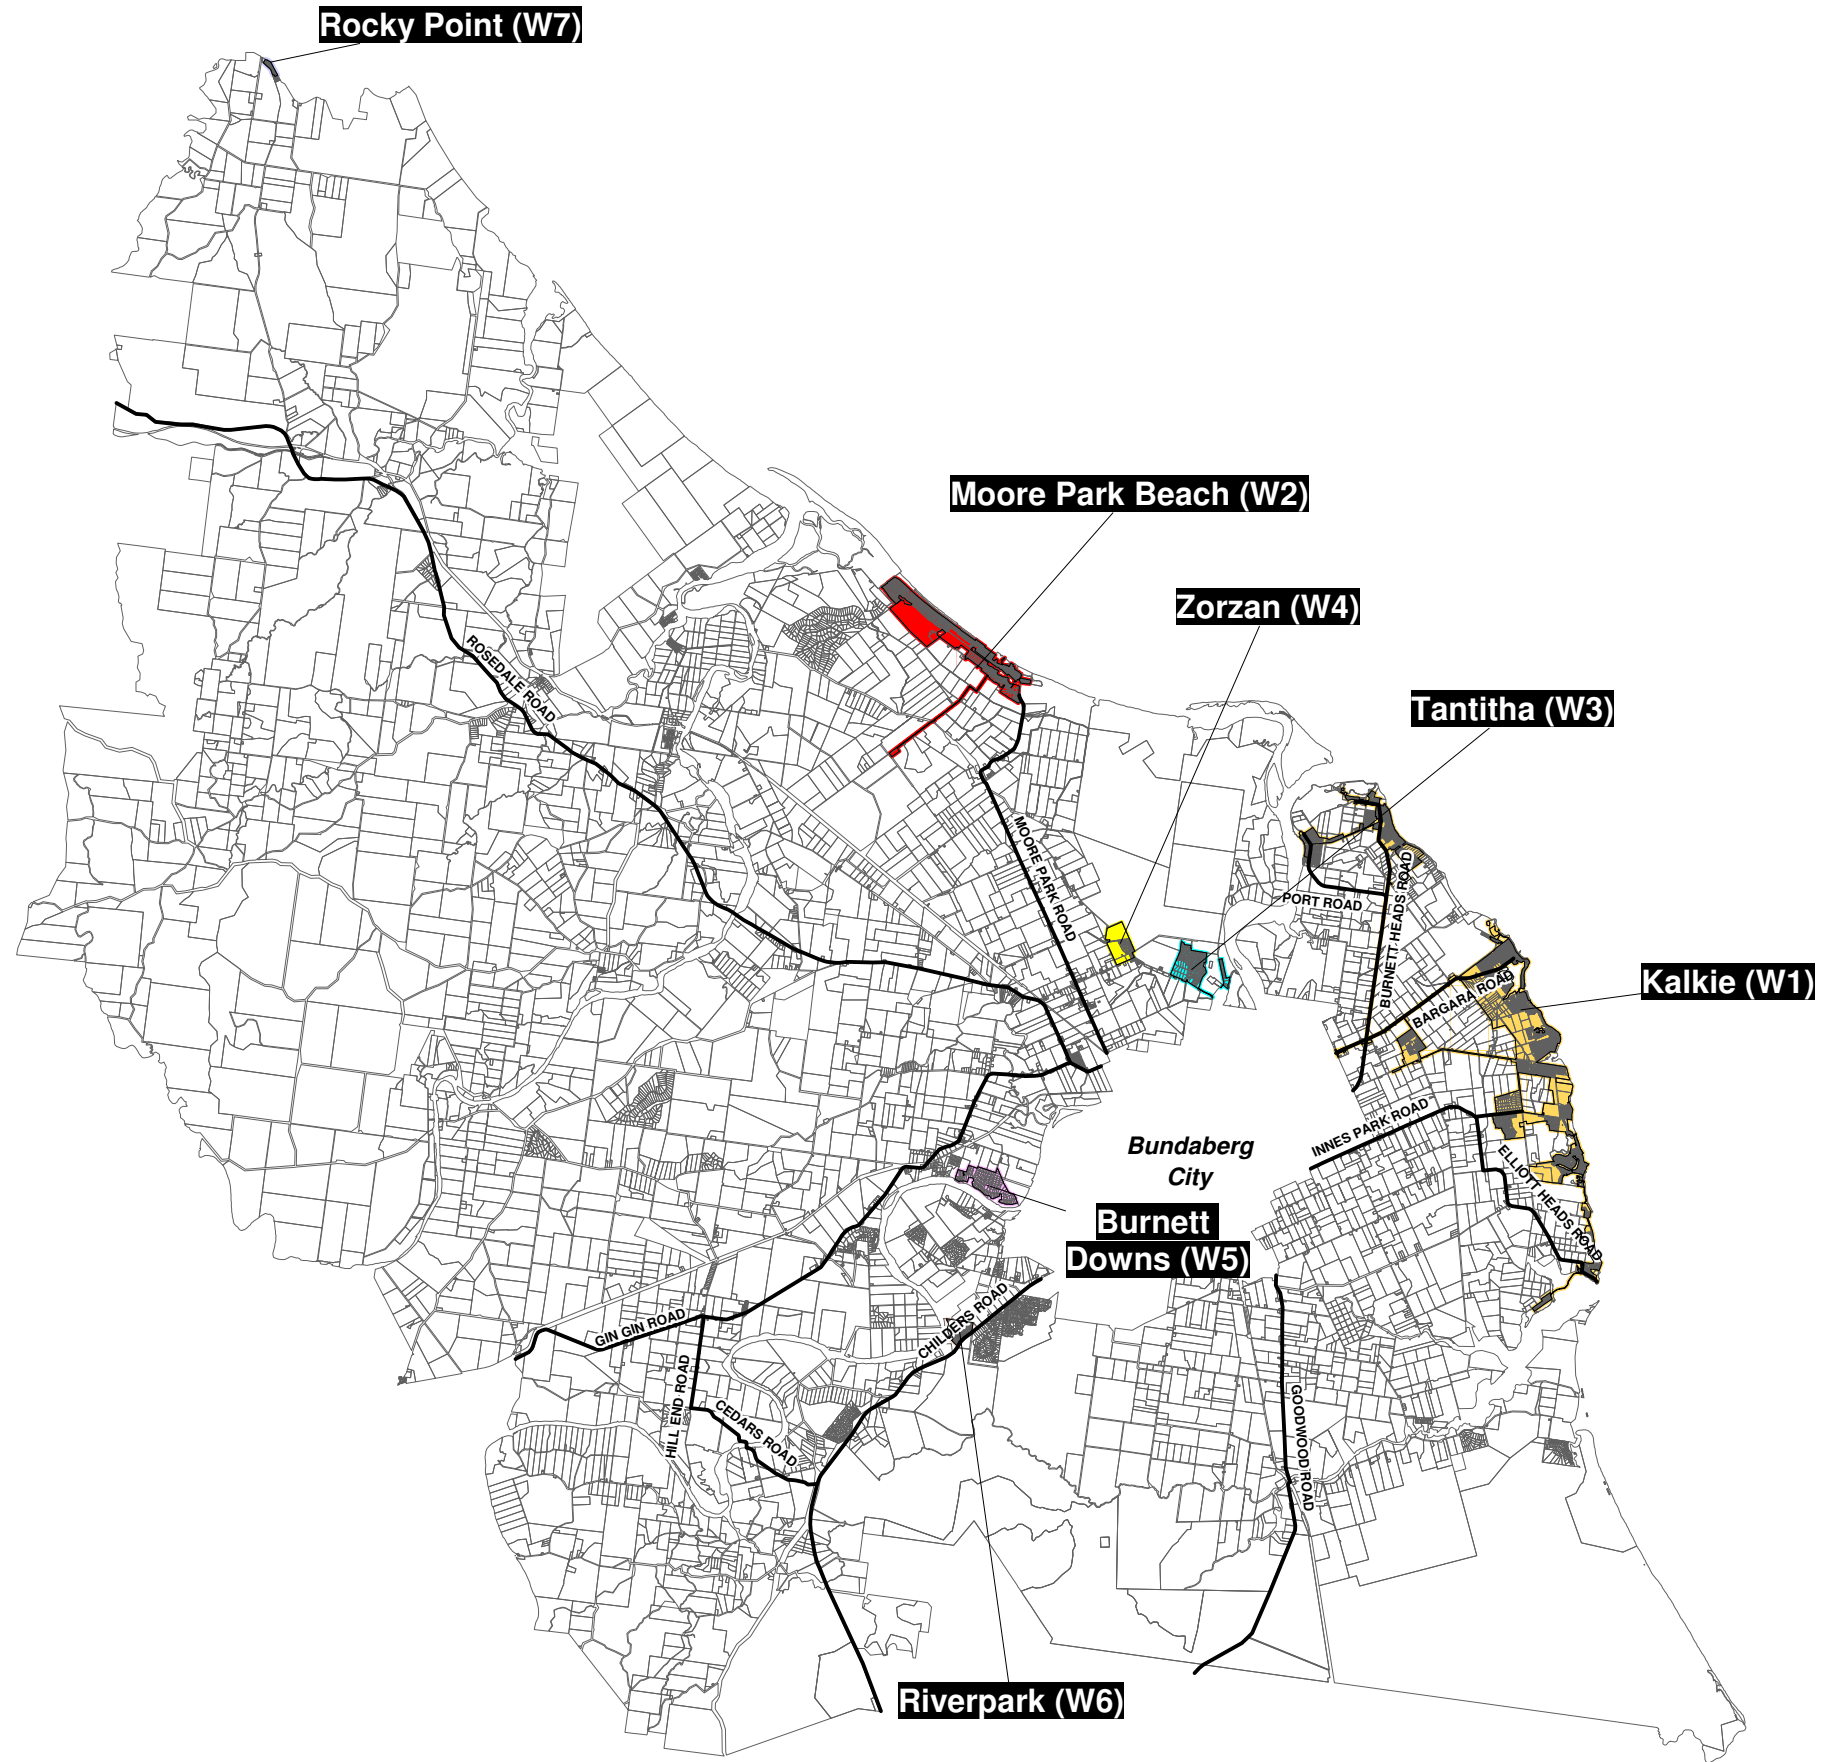 Rocky Point (W7)
Moore Park Beach (W2)
Zorzan (W4)
Tantitha (W3)
ROSEDALE ROAD
MOORE PARK ROAD
PORT ROAD
BURNETT HEADS ROAD
Kalkie (W1)
BARGARA ROAD
INNES PARK ROAD
Bundaberg
City
ELLIOTT HEADS ROAD
Burnett
Downs (W5)
GIN GIN ROAD
CHILDERS ROAD
HILL END ROAD
CEDARS ROAD
GOODWOOD ROAD
Riverpark (W6)